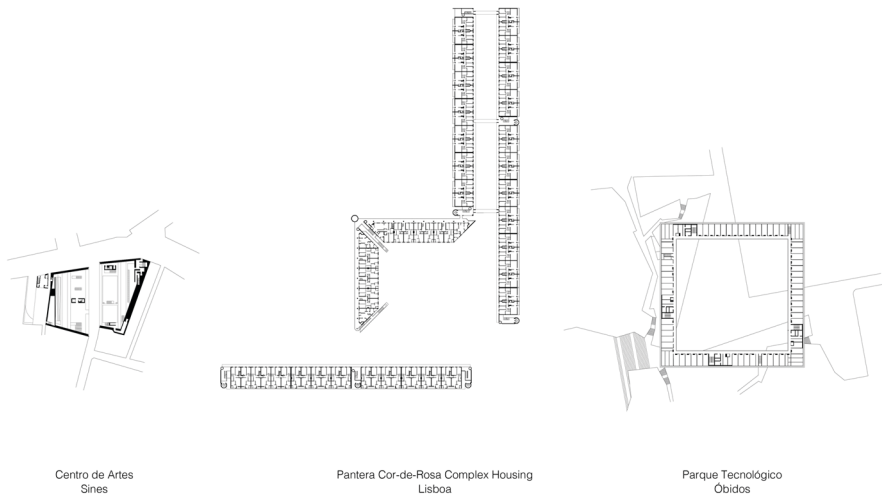 Centro de Artes
Sines
Pantera Cor-de-Rosa Complex Housing
Lisboa
Parque Tecnológico
Óbidos